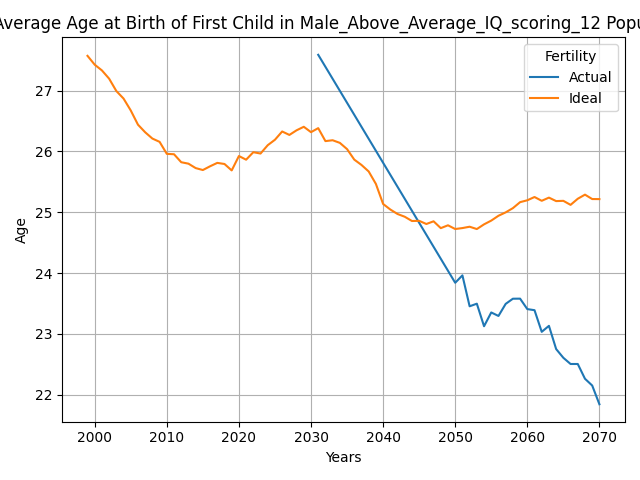 Average Age at Birth of First Child in Male_Above_Average_IQ_scoring_12
Fertility
Actual
Ideal
27
26
25
24
23
22
Age
2000 2010 2020 2030 2040 2050 2060 2070
Years